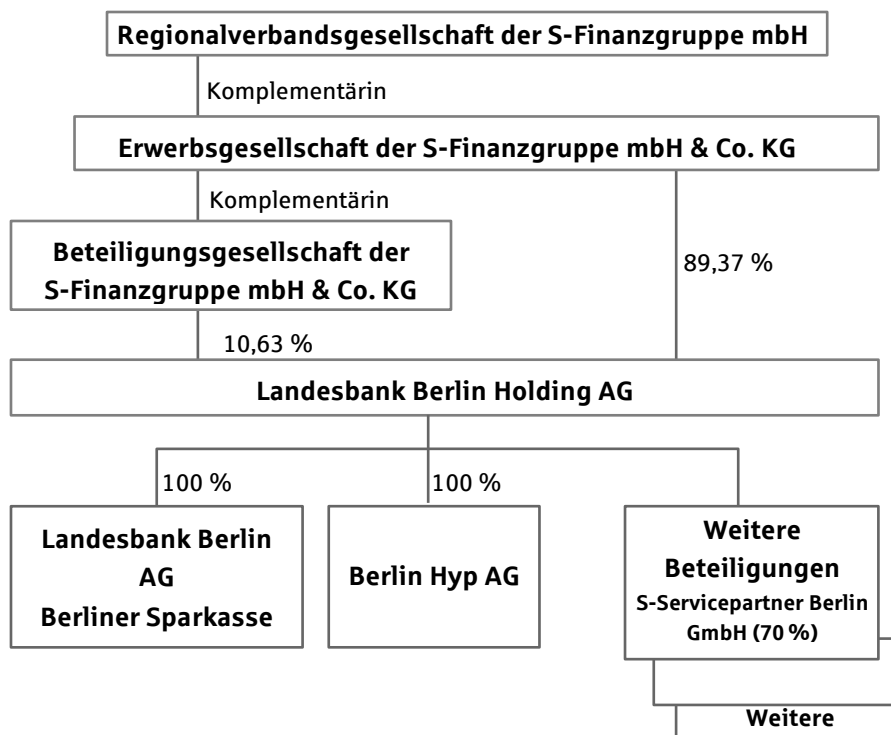 Regionalverbandsgesellschaft der S-Finanzgruppe mbH
Komplementärin
Erwerbsgesellschaft der S-Finanzgruppe mbH & Co. KG
Komplementärin
Beteiligungsgesellschaft der
S-Finanzgruppe mbH & Co. KG
89,37 %
10,63 %
Landesbank Berlin Holding AG
100 %
100 %
Landesbank Berlin
AG
Berliner Sparkasse
Berlin Hyp AG
Weitere
Beteiligungen
S-Servicepartner Berlin
GmbH (70 %)
Weitere